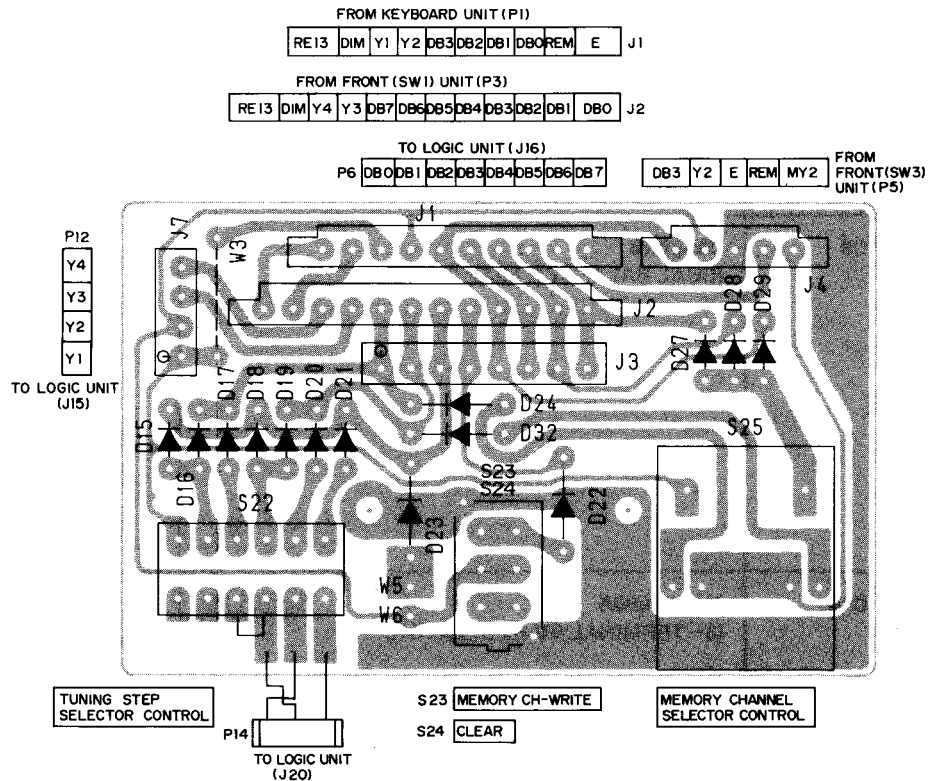 FROM KEYBOARD UNIT (P1)
RE13 DIM Y1 Y2 DB3 DB2 DB1 DB0 REM E J1
FROM FRONT (SW1) UNIT (P3)
RE13 DIM Y4 Y3 DB7 DB6 DB5 DB4 DB3 DB2 DB1 DB0 J2
TO LOGIC UNIT (J16)
P6 DB0 DB1 DB2 DB3 DB4 DB5 DB6 DB7
DB3 Y2 E REM MY2
FROM
FRONT(SW3)
UNIT (P5)
P12
Y4
Y3
Y2
Y1
TO LOGIC UNIT
(J15)
J7
W3
J1
J4
J2
J3
D28
D29
D27
D17
D18
D19
D20
D21
D15
D16
D24
D32
S25
S23
S24
S22
D23
D22
W5
W6
TUNING STEP
SELECTOR CONTROL
P14
TO LOGIC UNIT
(J20)
S23 MEMORY CH-WRITE
S24 CLEAR
MEMORY CHANNEL
SELECTOR CONTROL